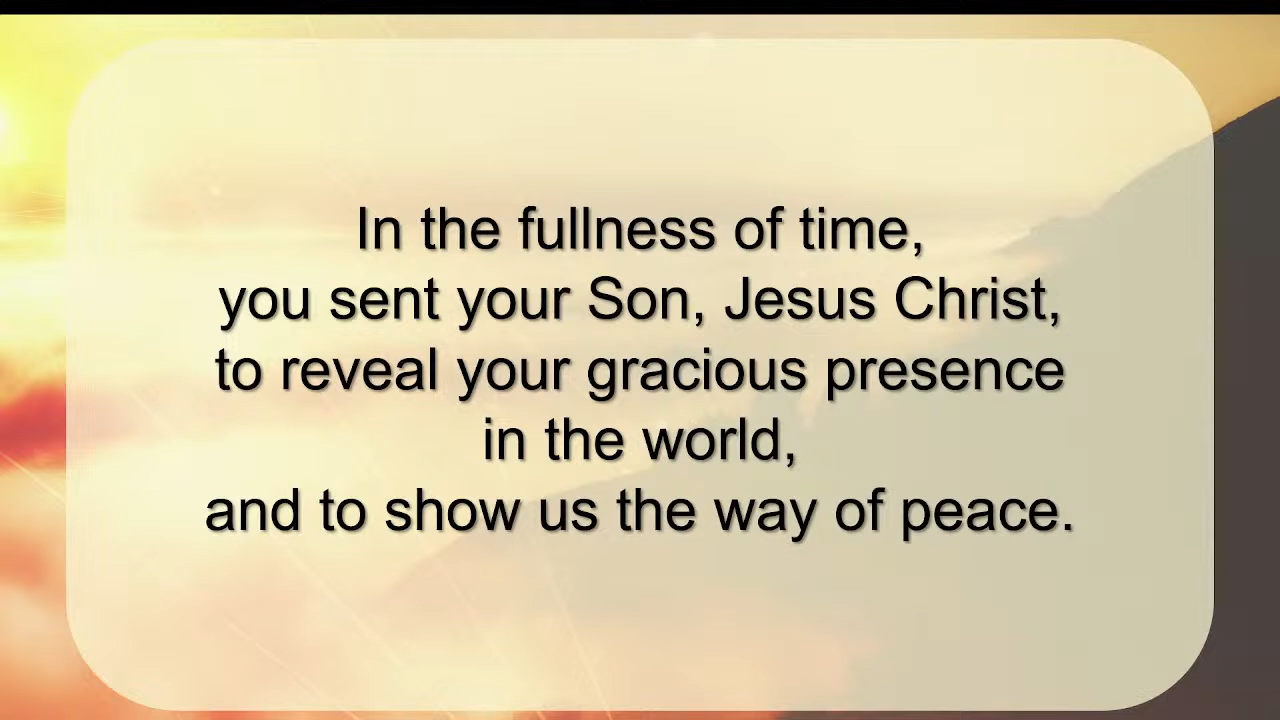 In the fullness of time,
you sent your Son, Jesus Christ,
to reveal your gracious presence
in the world,
and to show us the way of peace.